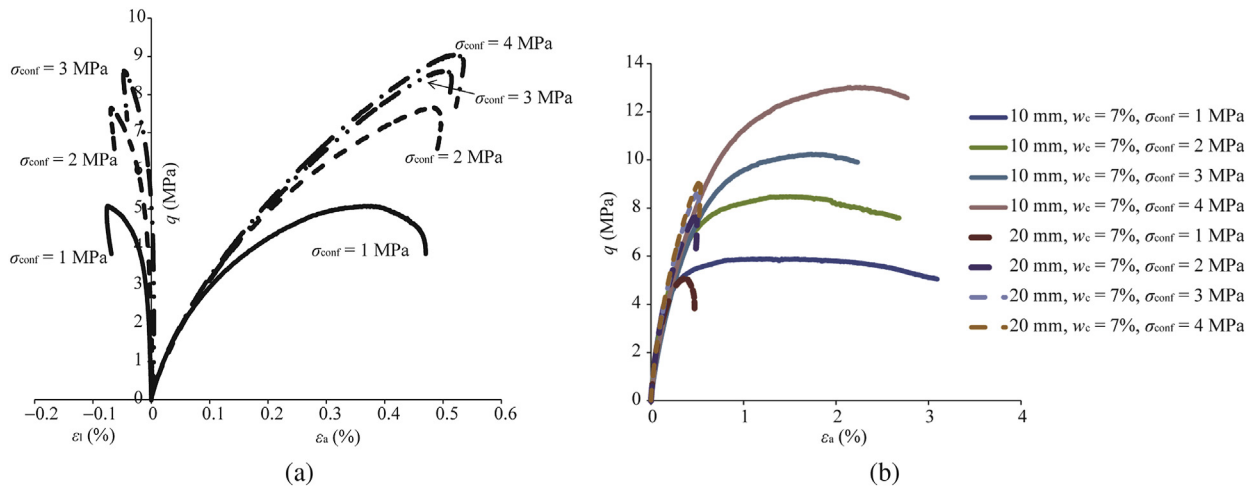 10
9
8
7
6
5
4
3
2
1
0
q (MPa)
σconf = 4 MPa
σconf = 3 MPa
σconf = 3 MPa
σconf = 2 MPa
σconf = 2 MPa
σconf = 1 MPa
σconf = 1 MPa
−0.2 −0.1 0 0.1 0.2 0.3 0.4 0.5 0.6
εl (%) εa (%)
(a)
14
12
10
8
6
4
2
0
q (MPa)
0 1 2 3 4
εa (%)
10 mm, wc = 7%, σconf = 1 MPa
10 mm, wc = 7%, σconf = 2 MPa
10 mm, wc = 7%, σconf = 3 MPa
10 mm, wc = 7%, σconf = 4 MPa
20 mm, wc = 7%, σconf = 1 MPa
20 mm, wc = 7%, σconf = 2 MPa
20 mm, wc = 7%, σconf = 3 MPa
20 mm, wc = 7%, σconf = 4 MPa
(b)